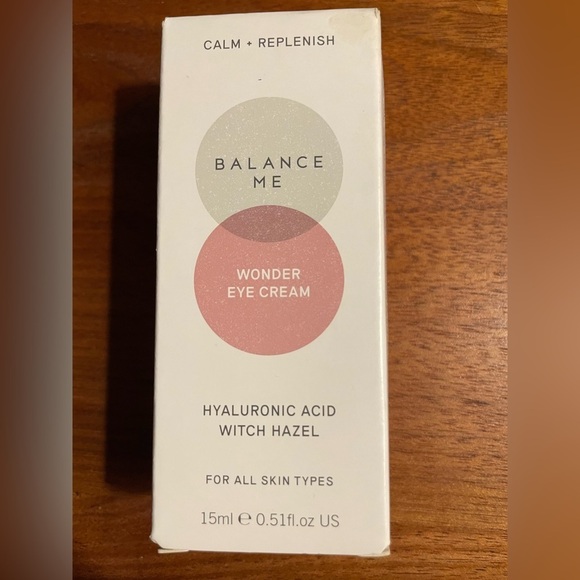 CALM + REPLENISH
BALANCE
ME
WONDER
EYE CREAM
HYALURONIC ACID
WITCH HAZEL
FOR ALL SKIN TYPES
15ml ℮ 0.51fl.oz US